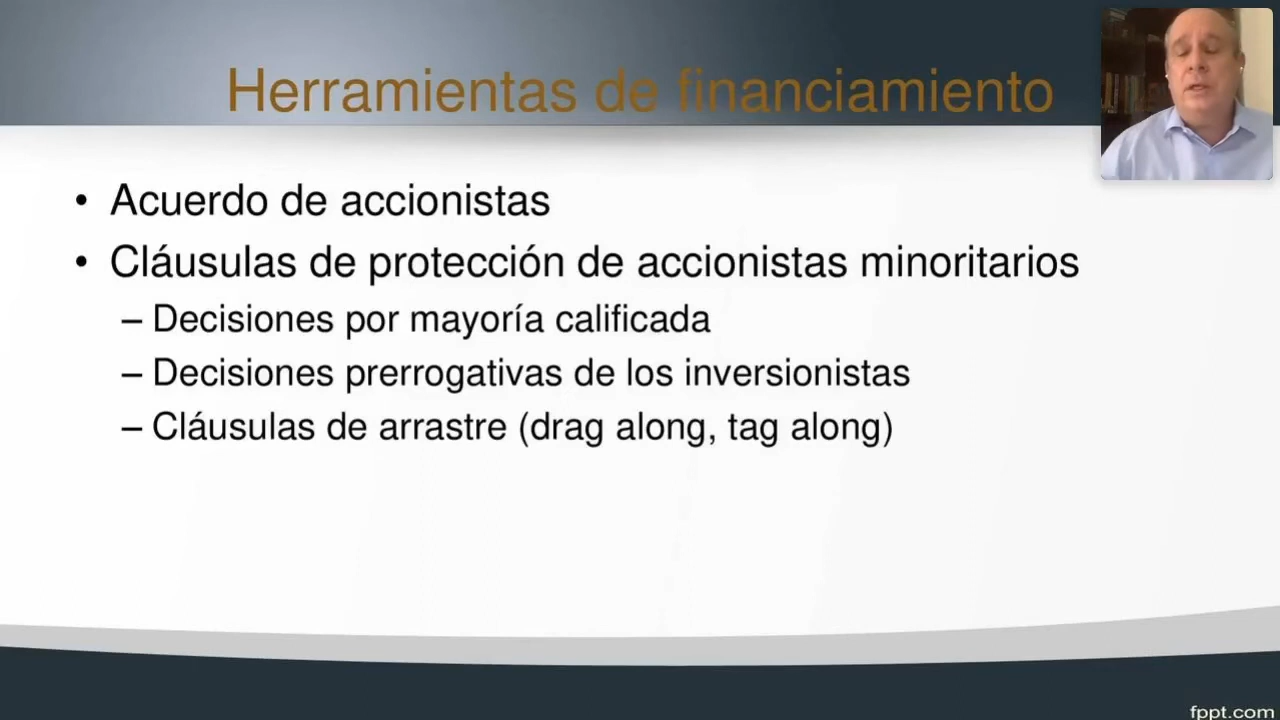 Herramientas de financiamiento
• Acuerdo de accionistas
• Cláusulas de protección de accionistas minoritarios
– Decisiones por mayoría calificada
– Decisiones prerrogativas de los inversionistas
– Cláusulas de arrastre (drag along, tag along)
fppt.com